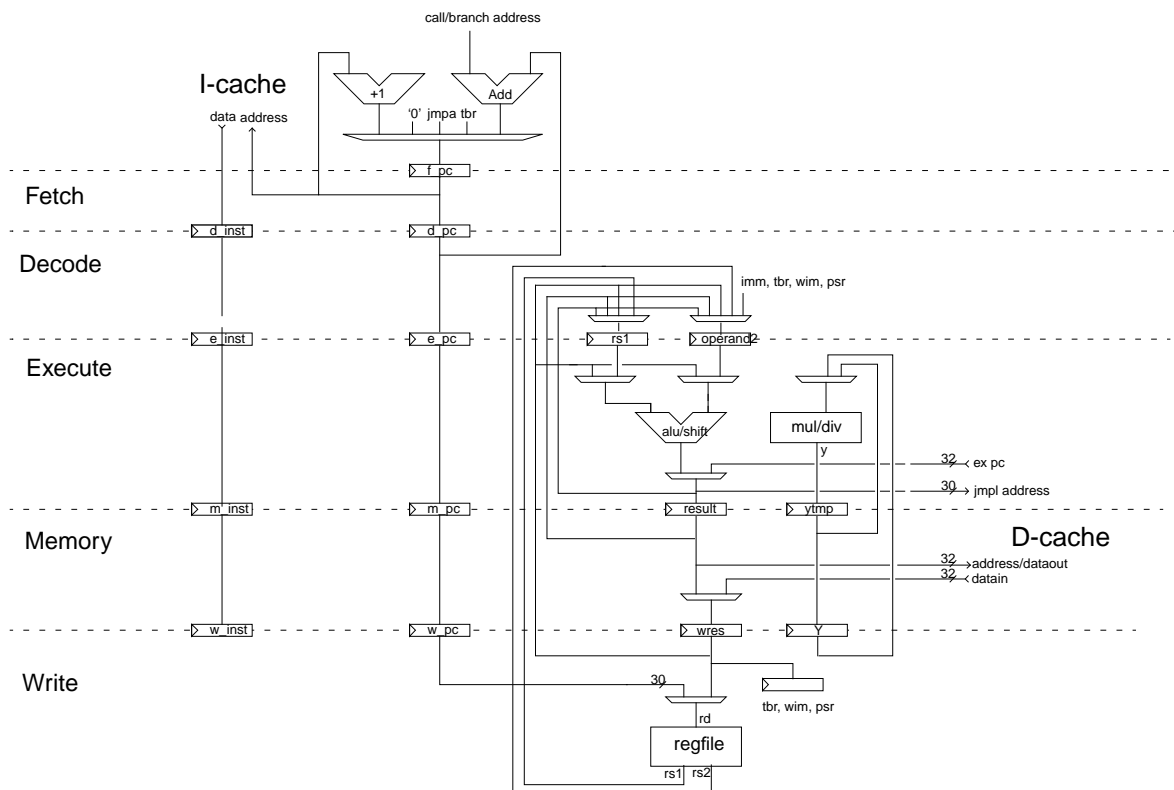 call/branch address
I-cache
data address
+1
Add
‘0’ jmpa tbr
f_pc
Fetch
d_inst
d_pc
Decode
imm, tbr, wim, psr
e_inst
e_pc
rs1
operand2
Execute
alu/shift
mul/div
y
32
ex pc
30
jmpl address
m_inst
m_pc
result
ytmp
Memory
D-cache
32
address/dataout
32
datain
w_inst
w_pc
wres
Y
Write
30
tbr, wim, psr
rd
regfile
rs1
rs2